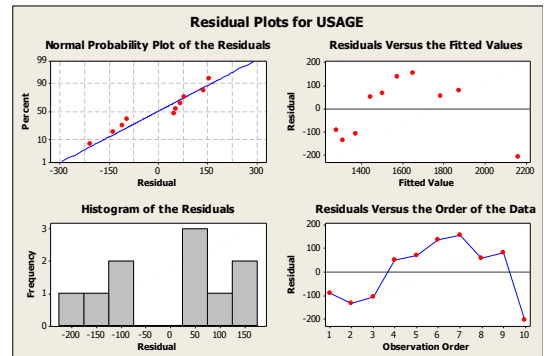 Residual Plots for USAGE
Normal Probability Plot of the Residuals
99
90
50
10
1
Percent
-300
-150
0
150
300
Residual
Residuals Versus the Fitted Values
200
100
0
-100
-200
Residual
1400
1600
1800
2000
2200
Fitted Value
Histogram of the Residuals
3
2
1
0
Frequency
-200 -150 -100 -50 0 50 100 150
Residual
Residuals Versus the Order of the Data
200
100
0
-100
-200
Residual
1 2 3 4 5 6 7 8 9 10
Observation Order